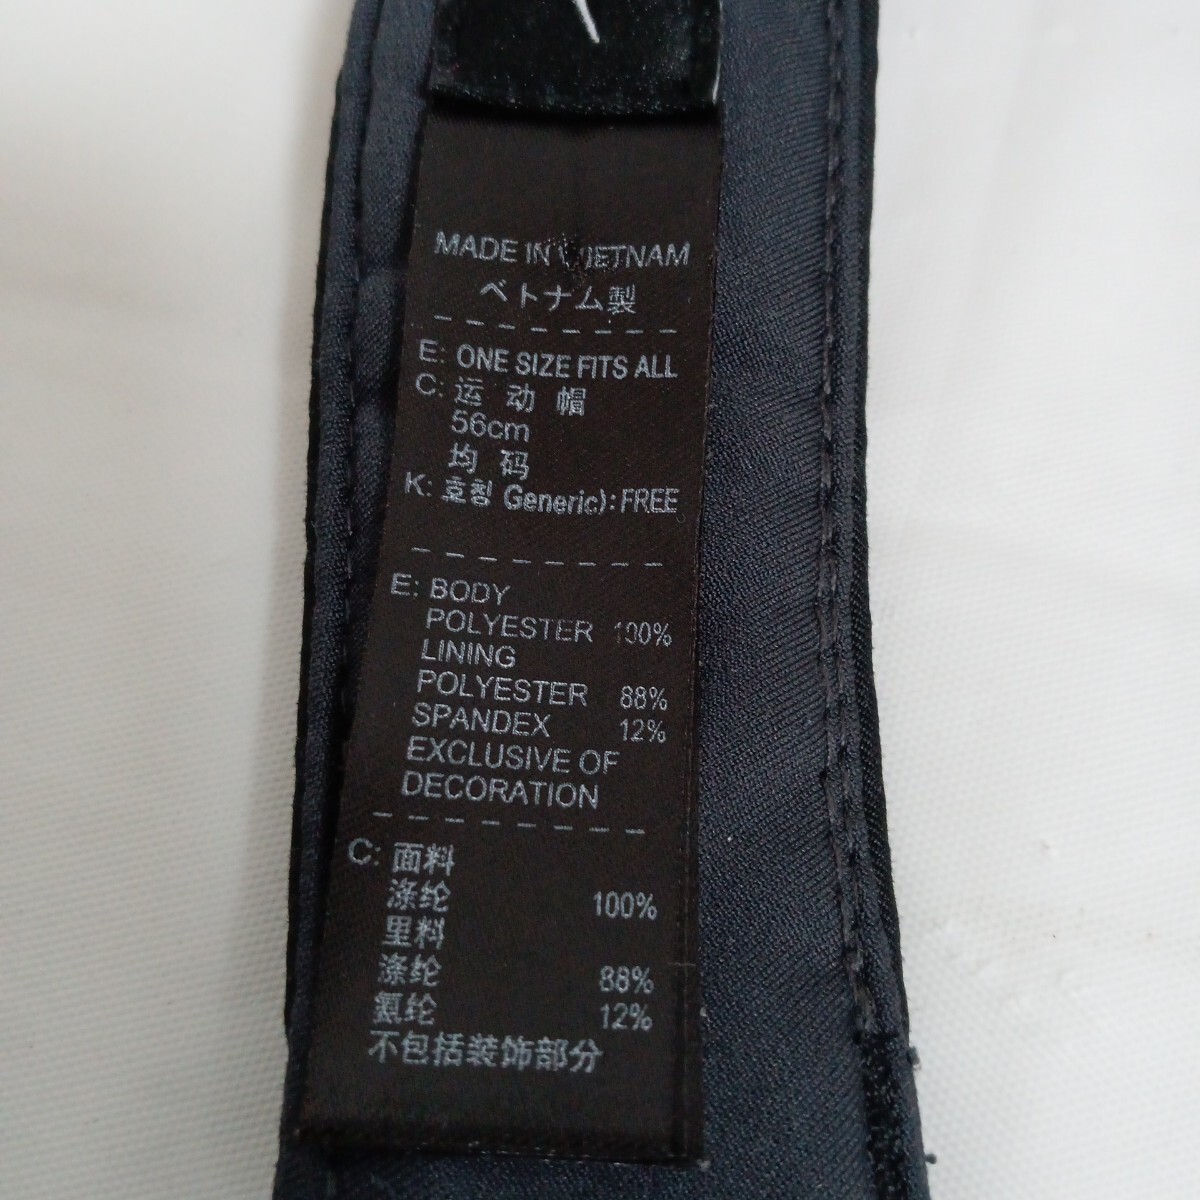 MADE IN VIETNAM
ベトナム製
E: ONE SIZE FITS ALL
C: 运 动 帽
56cm
均 码
K: 호칭 Generic): FREE
E: BODY
POLYESTER 100%
LINING
POLYESTER 88%
SPANDEX 12%
EXCLUSIVE OF
DECORATION
C: 面料
涤纶 100%
里料
涤纶 88%
氨纶 12%
不包括装饰部分